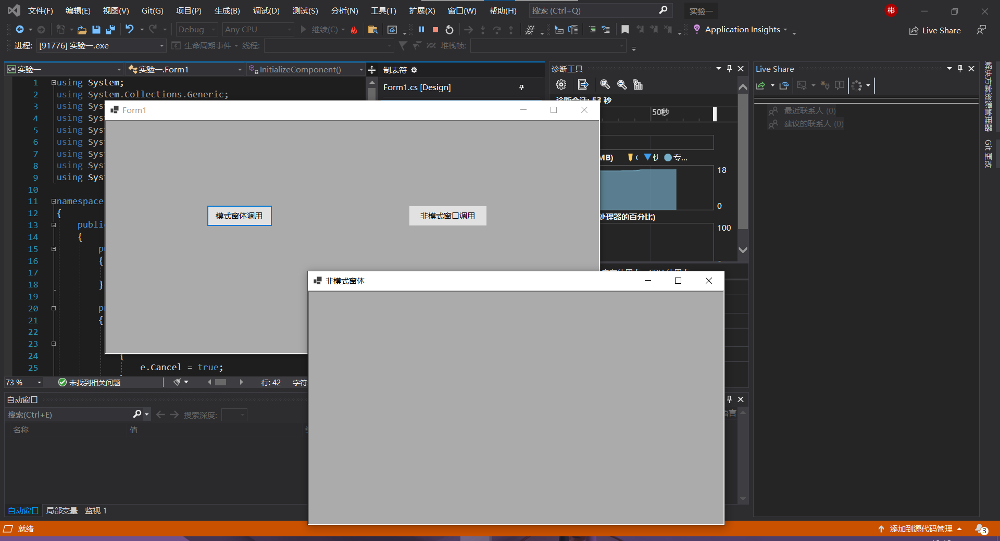 文件(F) 编辑(E) 视图(V) Git(G) 项目(P) 生成(B) 调试(D) 测试(S) 分析(N) 工具(T) 扩展(X) 窗口(W) 帮助(H) 搜索 (Ctrl+Q) 实验一 彬
Debug Any CPU 继续(C) Application Insights Live Share
进程: [91776] 实验一.exe 生命周期事件 线程: 堆栈帧:
C# 实验一 实验一.Form1 InitializeComponent() 制表符
Form1.cs [Design]
1 using System;
2 using System.Collections.Generic;
3 using Sys
4 using Sys
5 using Sys
6 using Sys
7 using Sys
8 using Sys
9 using Sys
10
11 namespace
12 {
13 publi
14 {
15 p
16 {
17
18 }
19
20 p
21 {
22
23
24 {
25 e.Cancel = true;
73 % 未找到相关问题 行: 42 字符
Form1
模式窗体调用 非模式窗口调用
非模式窗体
诊断工具
诊断会话: 53 秒
50秒
MB) 专...
18
0
处理器的百分比)
100
Live Share
最近联系人 (0)
建议的联系人 (0)
解决方案资源管理器
Git 更改
自动窗口
搜索(Ctrl+E) 搜索深度:
名称 值
语言
自动窗口 局部变量 监视 1
就绪 添加到源代码管理 3